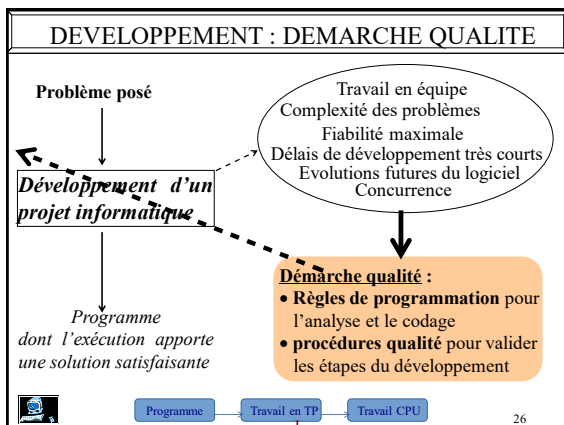 DEVELOPPEMENT : DEMARCHE QUALITE
Problème posé
Développement d'un
projet informatique
Programme
dont l'exécution apporte
une solution satisfaisante
Travail en équipe
Complexité des problèmes
Fiabilité maximale
Délais de développement très courts
Evolutions futures du logiciel
Concurrence
Démarche qualité :
• Règles de programmation pour
l'analyse et le codage
• procédures qualité pour valider
les étapes du développement
Programme
Travail en TP
Travail CPU
26